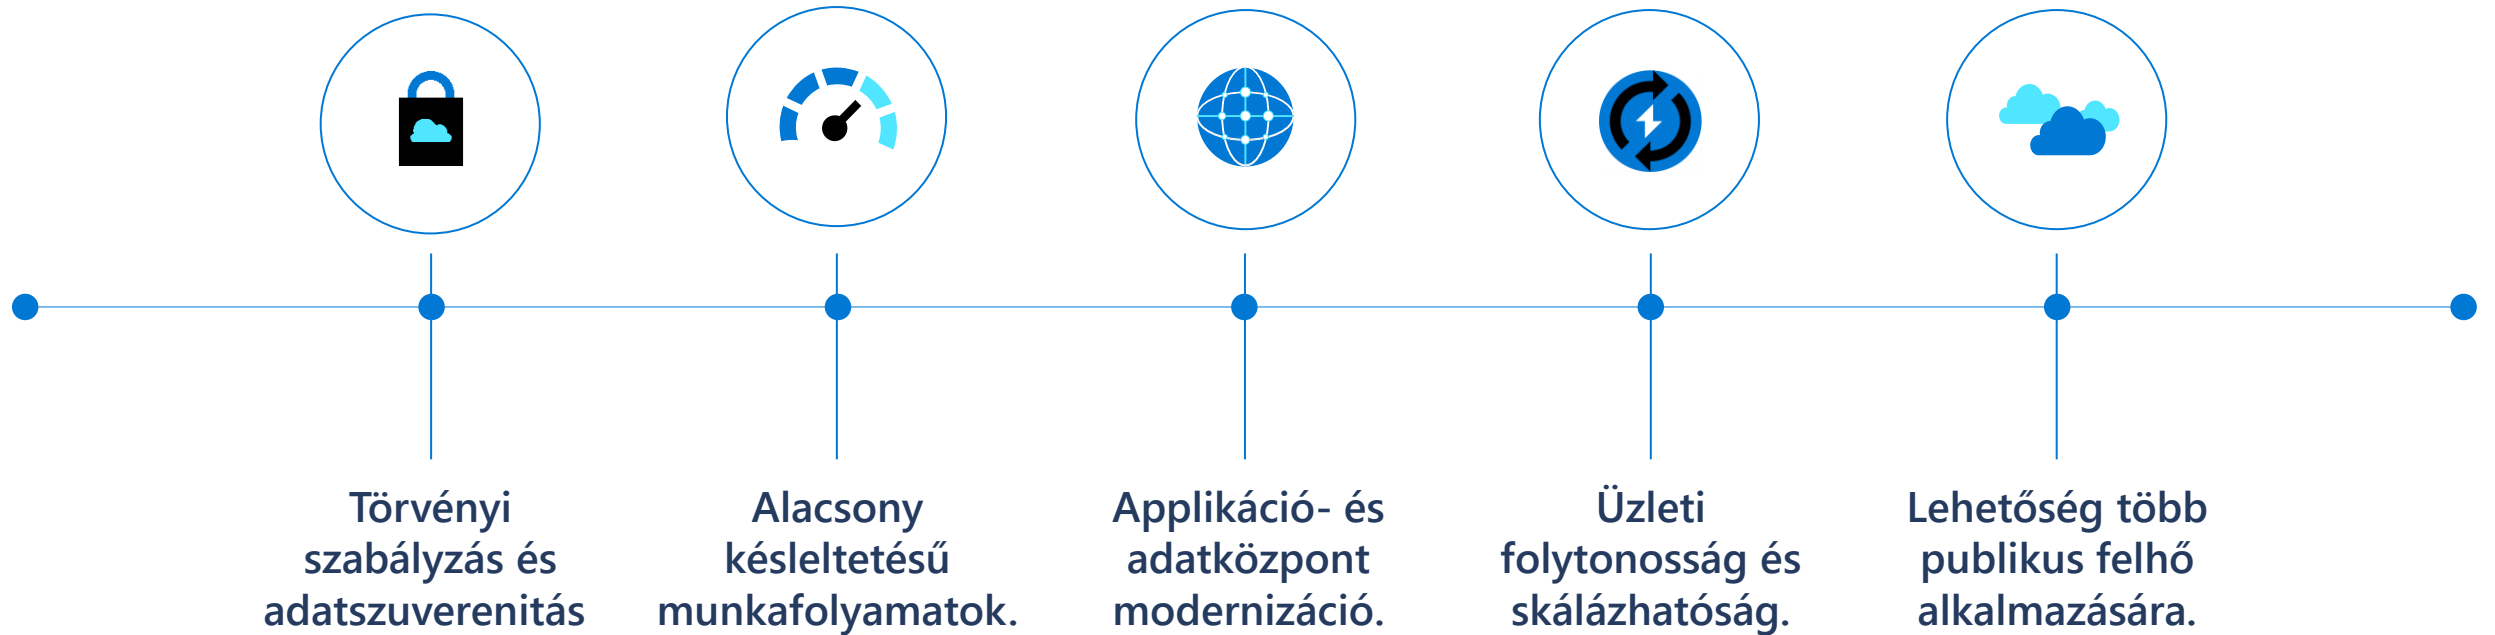 Törvényi
szabályzás és
adatszuverenitás
Alacsony
késleltetésű
munkafolyamatok.
Applikáció- és
adatközpont
modernizáció.
Üzleti
folytonosság és
skálázhatóság.
Lehetőség több
publikus felhő
alkalmazására.